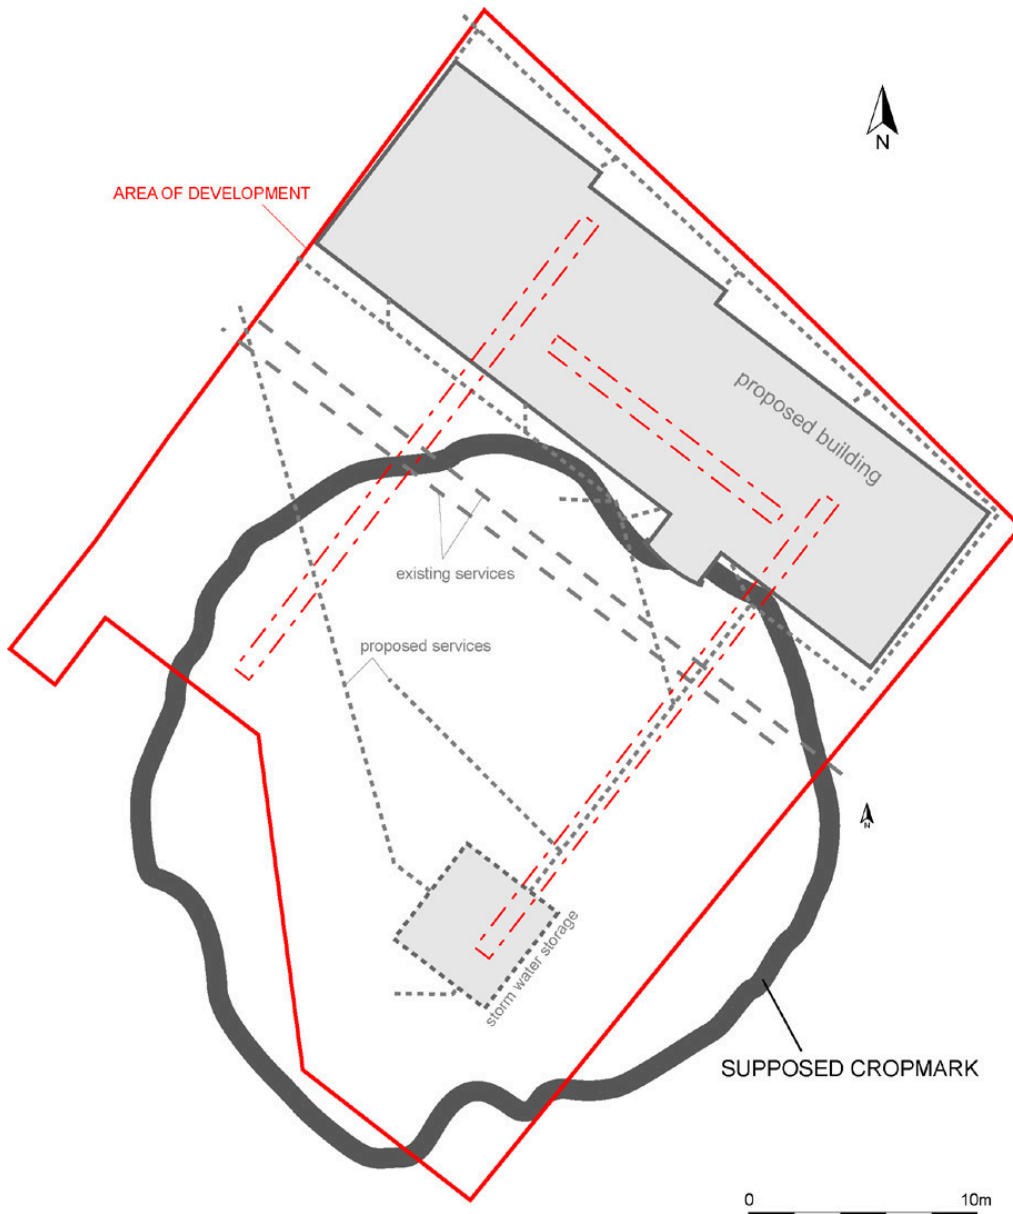 N
AREA OF DEVELOPMENT
proposed building
existing services
proposed services
N
storm water storage
SUPPOSED CROPMARK
0 10m